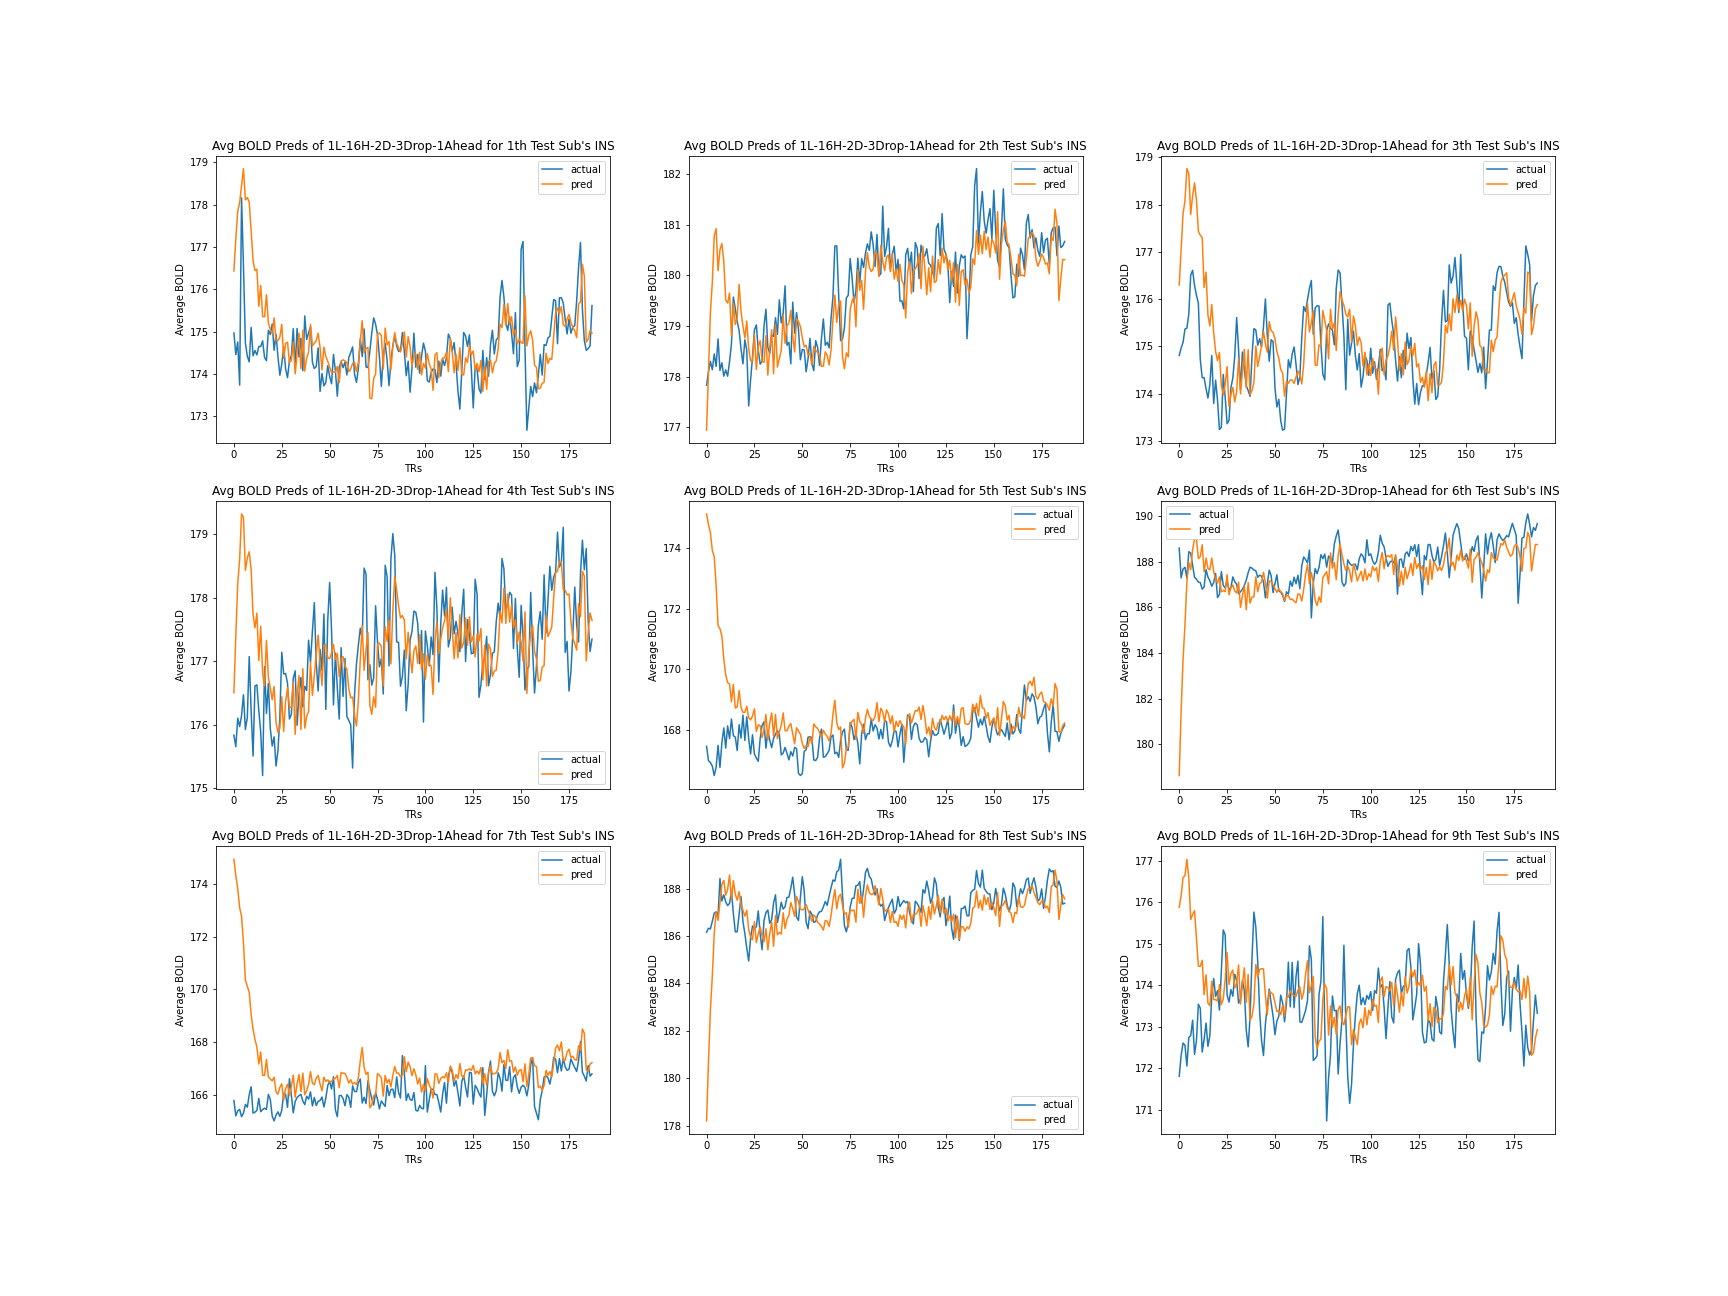 Avg BOLD Preds of 1L-16H-2D-3Drop-1Ahead for 1th Test Sub's INS
179
178
177
176
175
174
173
Average BOLD
actual
pred
0 25 50 75 100 125 150 175
TRs
Avg BOLD Preds of 1L-16H-2D-3Drop-1Ahead for 2th Test Sub's INS
182
181
180
179
178
177
Average BOLD
actual
pred
0 25 50 75 100 125 150 175
TRs
Avg BOLD Preds of 1L-16H-2D-3Drop-1Ahead for 3th Test Sub's INS
179
178
177
176
175
174
173
Average BOLD
actual
pred
0 25 50 75 100 125 150 175
TRs
Avg BOLD Preds of 1L-16H-2D-3Drop-1Ahead for 4th Test Sub's INS
179
178
177
176
175
Average BOLD
actual
pred
0 25 50 75 100 125 150 175
TRs
Avg BOLD Preds of 1L-16H-2D-3Drop-1Ahead for 5th Test Sub's INS
174
172
170
168
Average BOLD
actual
pred
0 25 50 75 100 125 150 175
TRs
Avg BOLD Preds of 1L-16H-2D-3Drop-1Ahead for 6th Test Sub's INS
190
188
186
184
182
180
Average BOLD
actual
pred
0 25 50 75 100 125 150 175
TRs
Avg BOLD Preds of 1L-16H-2D-3Drop-1Ahead for 7th Test Sub's INS
174
172
170
168
166
Average BOLD
actual
pred
0 25 50 75 100 125 150 175
TRs
Avg BOLD Preds of 1L-16H-2D-3Drop-1Ahead for 8th Test Sub's INS
188
186
184
182
180
178
Average BOLD
actual
pred
0 25 50 75 100 125 150 175
TRs
Avg BOLD Preds of 1L-16H-2D-3Drop-1Ahead for 9th Test Sub's INS
177
176
175
174
173
172
171
Average BOLD
actual
pred
0 25 50 75 100 125 150 175
TRs